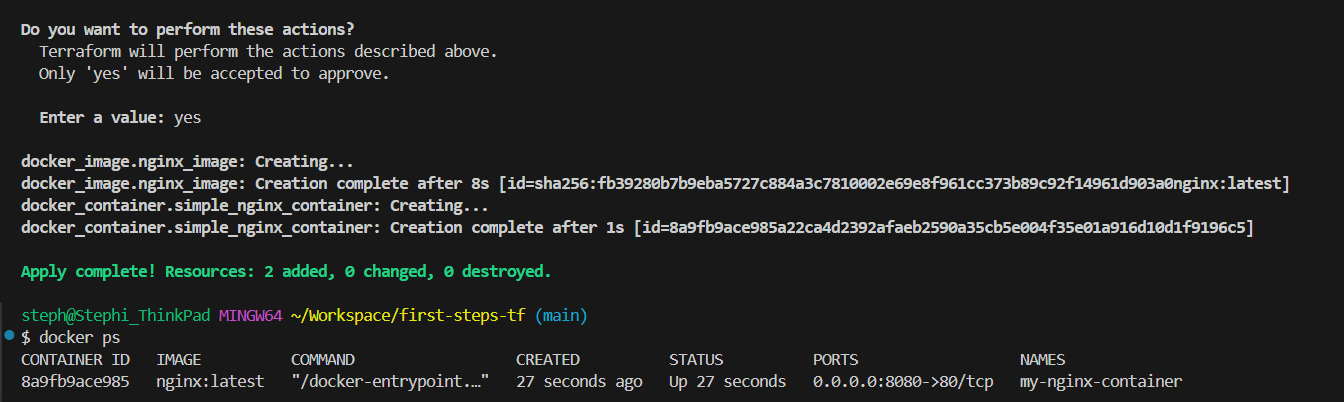 Do you want to perform these actions?
Terraform will perform the actions described above.
Only 'yes' will be accepted to approve.
Enter a value: yes
docker_image.nginx_image: Creating...
docker_image.nginx_image: Creation complete after 8s [id=sha256:fb39280b7b9eba5727c884a3c7810002e69e8f961cc373b89c92f14961d903a0nginx:latest]
docker_container.simple_nginx_container: Creating...
docker_container.simple_nginx_container: Creation complete after 1s [id=8a9fb9ace985a22ca4d2392afaeb2590a35cb5e004f35e01a916d10d1f9196c5]
Apply complete! Resources: 2 added, 0 changed, 0 destroyed.
steph@Stephi_ThinkPad MINGW64 ~/Workspace/first-steps-tf (main)
$ docker ps
CONTAINER ID   IMAGE          COMMAND                  CREATED          STATUS          PORTS                  NAMES
8a9fb9ace985   nginx:latest   "/docker-entrypoint.…"   27 seconds ago   Up 27 seconds   0.0.0.0:8080->80/tcp   my-nginx-container